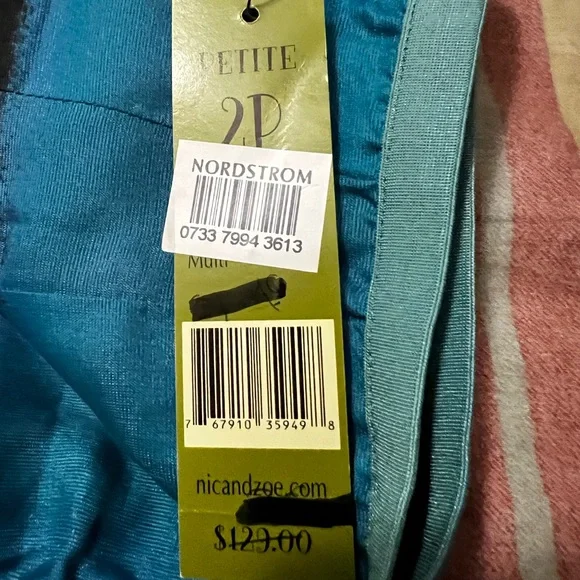 PETITE
2P
NORDSTROM
0733 7994 3613
Multi
7 67910 35949 8
nicandzoe.com
$129.00